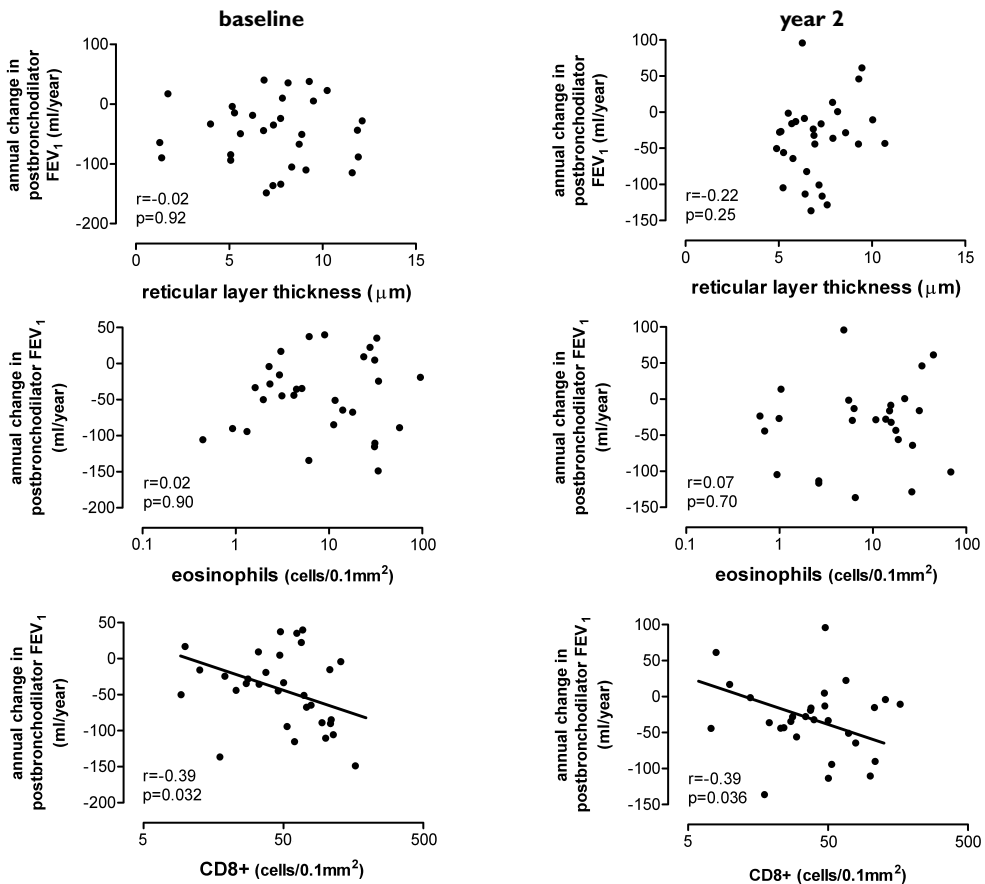 baseline
year 2
annual change in
postbronchodilator
FEV1 (ml/year)
100
0
-100
-200
r=-0.02
p=0.92
0
5
10
15
reticular layer thickness (μm)
annual change in
postbronchodilator
FEV1 (ml/year)
100
50
0
-50
-100
-150
r=-0.22
p=0.25
0
5
10
15
reticular layer thickness (μm)
annual change in
postbronchodilator FEV1
(ml/year)
50
0
-50
-100
-150
-200
r=0.02
p=0.90
0.1
1
10
100
eosinophils (cells/0.1mm²)
annual change in
postbronchodilator FEV1
(ml/year)
100
50
0
-50
-100
-150
r=0.07
p=0.70
0.1
1
10
100
eosinophils (cells/0.1mm²)
annual change in
postbronchodilator FEV1
(ml/year)
50
0
-50
-100
-150
-200
r=-0.39
p=0.032
5
50
500
CD8+ (cells/0.1mm²)
annual change in
postbronchodilator FEV1
(ml/year)
100
50
0
-50
-100
-150
r=-0.39
p=0.036
5
50
500
CD8+ (cells/0.1mm²)